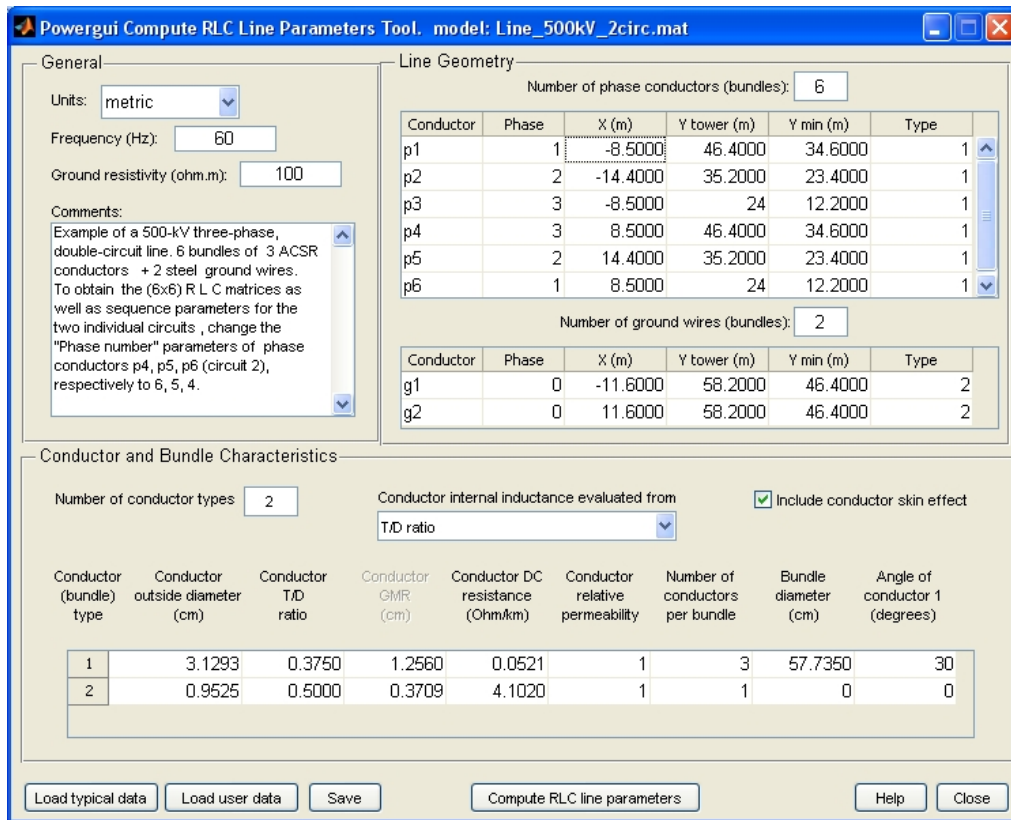 Powergui Compute RLC Line Parameters Tool. model: Line_500kV_2circ.mat
General
Units: metric
Frequency (Hz): 60
Ground resistivity (ohm.m): 100
Comments:
Example of a 500-kV three-phase,
double-circuit line. 6 bundles of 3 ACSR
conductors + 2 steel ground wires.
To obtain the (6x6) R L C matrices as
well as sequence parameters for the
two individual circuits , change the
"Phase number" parameters of phase
conductors p4, p5, p6 (circuit 2),
respectively to 6, 5, 4.
Line Geometry
Number of phase conductors (bundles): 6
Conductor Phase X (m) Y tower (m) Y min (m) Type
p1 1 -8.5000 46.4000 34.6000 1
p2 2 -14.4000 35.2000 23.4000 1
p3 3 -8.5000 24 12.2000 1
p4 3 8.5000 46.4000 34.6000 1
p5 2 14.4000 35.2000 23.4000 1
p6 1 8.5000 24 12.2000 1
Number of ground wires (bundles): 2
Conductor Phase X (m) Y tower (m) Y min (m) Type
g1 0 -11.6000 58.2000 46.4000 2
g2 0 11.6000 58.2000 46.4000 2
Conductor and Bundle Characteristics
Number of conductor types 2
Conductor internal inductance evaluated from
T/D ratio
Include conductor skin effect
Conductor Conductor Conductor Conductor Conductor DC Conductor Number of Bundle Angle of
(bundle) outside diameter T/D GMR resistance relative conductors diameter conductor 1
type (cm) ratio (cm) (Ohm/km) permeability per bundle (cm) (degrees)
1 3.1293 0.3750 1.2560 0.0521 1 3 57.7350 30
2 0.9525 0.5000 0.3709 4.1020 1 1 0 0
Load typical data Load user data Save Compute RLC line parameters Help Close